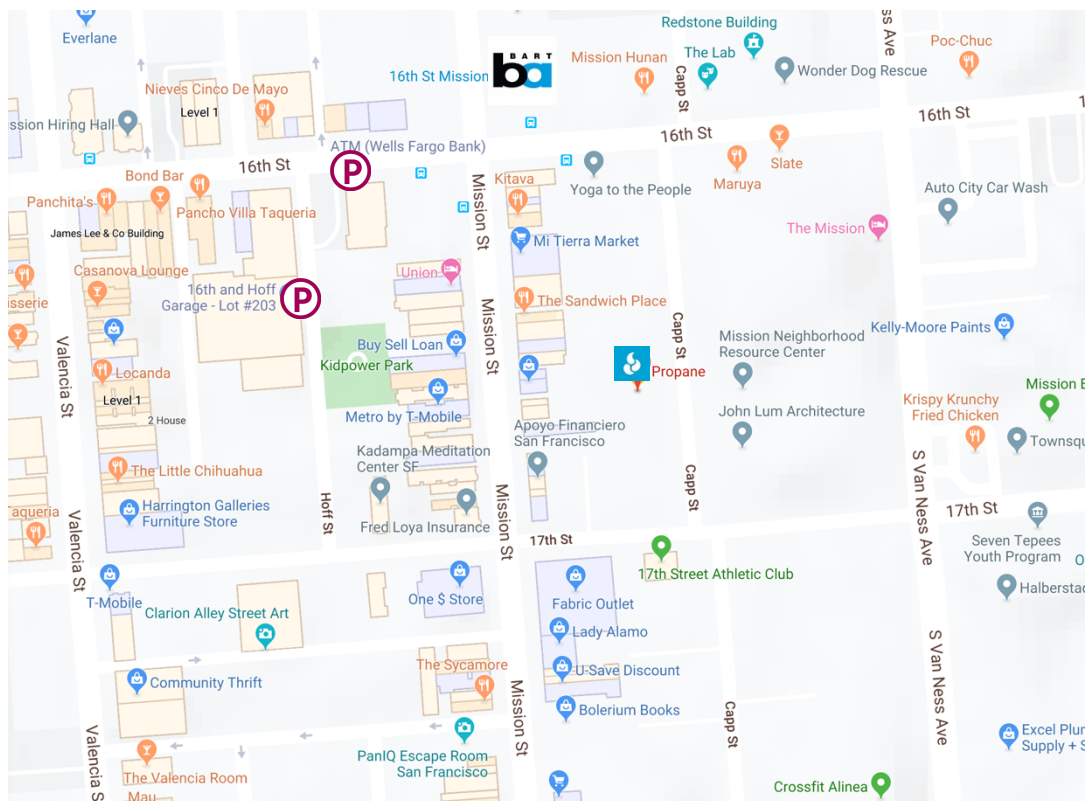 Everlane
Redstone Building
S Ave
BART
ba
16th St Mission
Mission Hunan
The Lab
Capp St
Wonder Dog Rescue
Poc-Chuc
Nieves Cinco De Mayo
Level 1
ssion Hiring Hall
ATM (Wells Fargo Bank)
16th St
16th St
16th St
Slate
Maruya
P
Bond Bar
Panchita's
Pancho Villa Taqueria
James Lee & Co Building
Mission St
Kitava
Yoga to the People
Auto City Car Wash
The Mission
Mi Tierra Market
Casanova Lounge
Union
16th and Hoff
Garage - Lot #203
P
isserie
The Sandwich Place
Mission St
Capp St
Kelly-Moore Paints
Valencia St
Buy Sell Loan
Kidpower Park
Mission Neighborhood
Resource Center
Propane
Locanda
Level 1
2 House
Metro by T-Mobile
Mission B
John Lum Architecture
Krispy Krunchy
Fried Chicken
Townsqu
Apoyo Financiero
San Francisco
Kadampa Meditation
Center SF
The Little Chihuahua
Capp St
S Van Ness Ave
Harrington Galleries
Furniture Store
Taqueria
Hoff St
Fred Loya Insurance
Mission St
17th St
17th St
Valencia St
Seven Tepees
Youth Program
17th Street Athletic Club
T-Mobile
One $ Store
Fabric Outlet
Halberstad
Clarion Alley Street Art
Lady Alamo
S Van Ness Ave
The Sycamore
U-Save Discount
Community Thrift
Mission St
Bolerium Books
Capp St
Valencia S
PanIQ Escape Room
San Francisco
Excel Plum
Supply + S
The Valencia Room
Mau
Crossfit Alinea